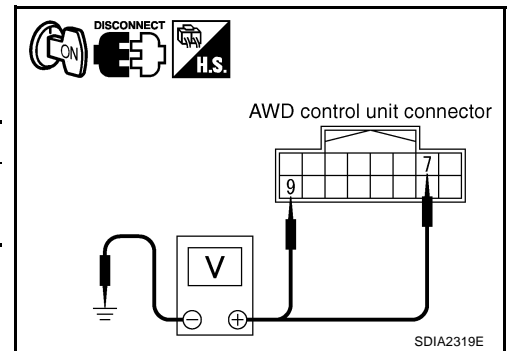 DISCONNECT
ON
H.S.
AWD control unit connector
7
9
V
− +
SDIA2319E